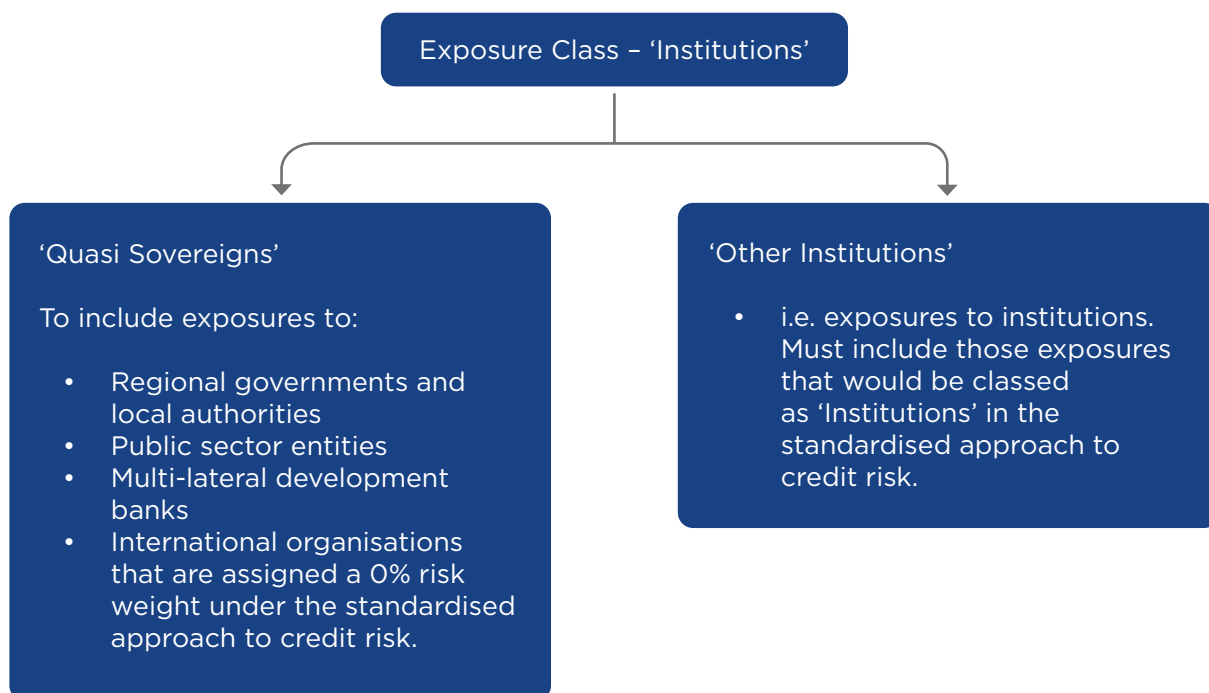 Exposure Class – ‘Institutions’
‘Quasi Sovereigns’
To include exposures to:
• Regional governments and
local authorities
• Public sector entities
• Multi-lateral development
banks
• International organisations
that are assigned a 0% risk
weight under the standardised
approach to credit risk.
‘Other Institutions’
• i.e. exposures to institutions.
Must include those exposures
that would be classed
as ‘Institutions’ in the
standardised approach to
credit risk.